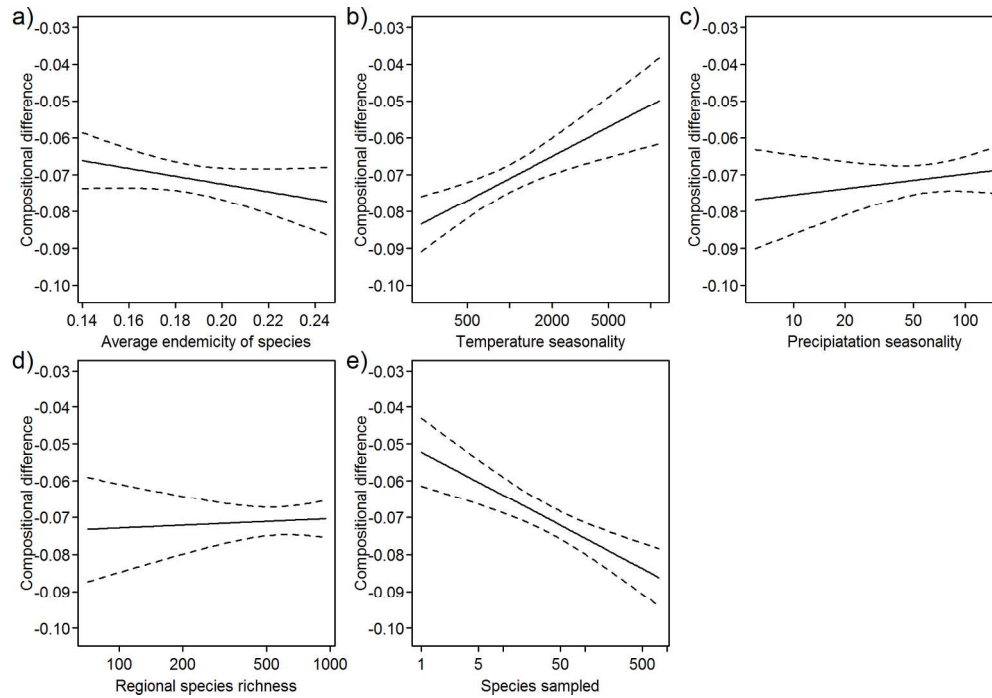 a)
Compositional difference
-0.03
-0.04
-0.05
-0.06
-0.07
-0.08
-0.09
-0.10
0.14 0.16 0.18 0.20 0.22 0.24
Average endemicity of species
b)
Compositional difference
-0.03
-0.04
-0.05
-0.06
-0.07
-0.08
-0.09
-0.10
500 2000 5000
Temperature seasonality
c)
Compositional difference
-0.03
-0.04
-0.05
-0.06
-0.07
-0.08
-0.09
-0.10
10 20 50 100
Precipiatation seasonality
d)
Compositional difference
-0.03
-0.04
-0.05
-0.06
-0.07
-0.08
-0.09
-0.10
100 200 500 1000
Regional species richness
e)
Compositional difference
-0.03
-0.04
-0.05
-0.06
-0.07
-0.08
-0.09
-0.10
1 5 50 500
Species sampled